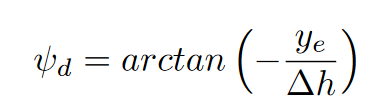 ψ_d = arctan(−y_e/Δh)